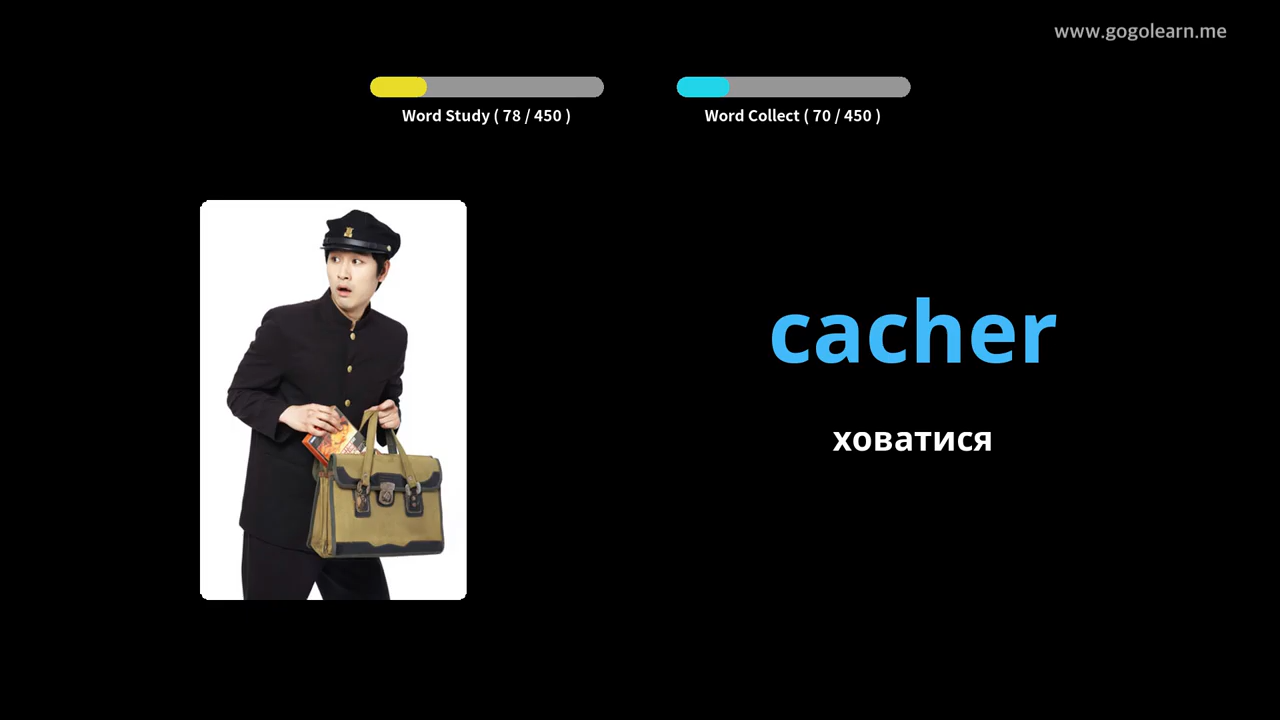 www.gogolearn.me
Word Study ( 78 / 450 )
Word Collect ( 70 / 450 )
cacher
ховатися